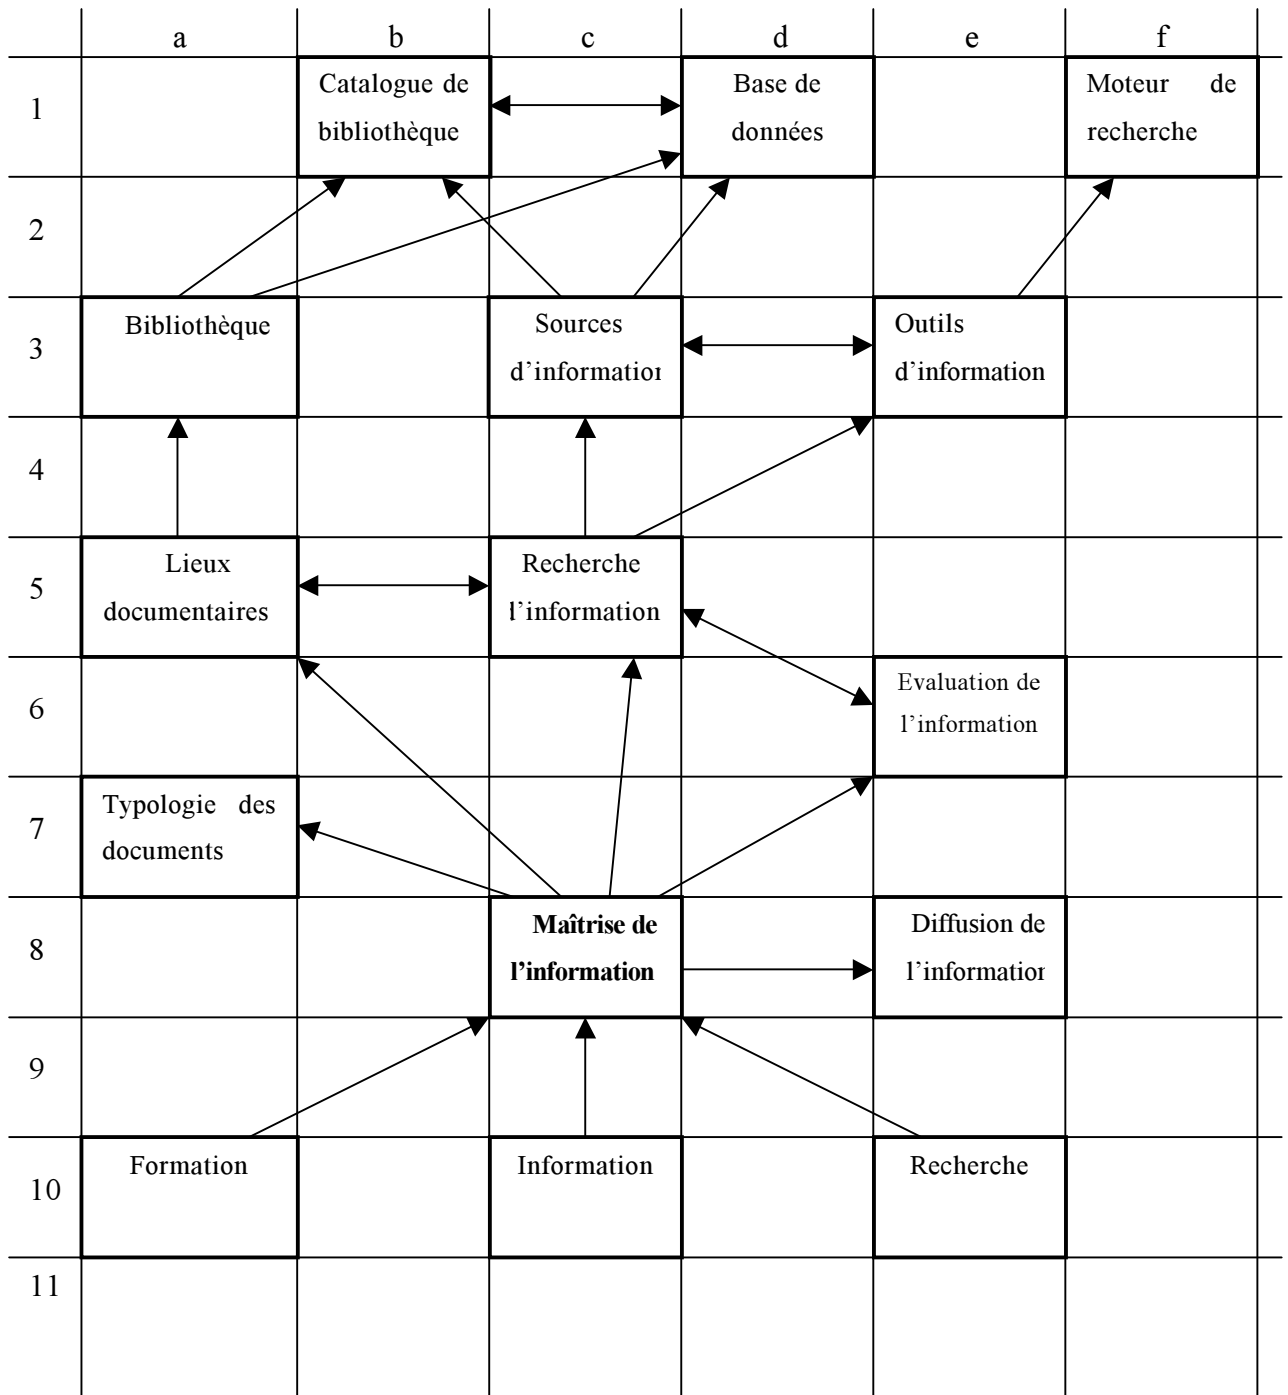 a b c d e f
1
Catalogue de
bibliothèque
Base de
données
Moteur de
recherche
2
3
Bibliothèque
Sources
d’information
Outils
d’information
4
5
Lieux
documentaires
Recherche
l’information
6
Evaluation de
l’information
7
Typologie des
documents
8
Maîtrise de
l’information
Diffusion de
l’information
9
10
Formation
Information
Recherche
11